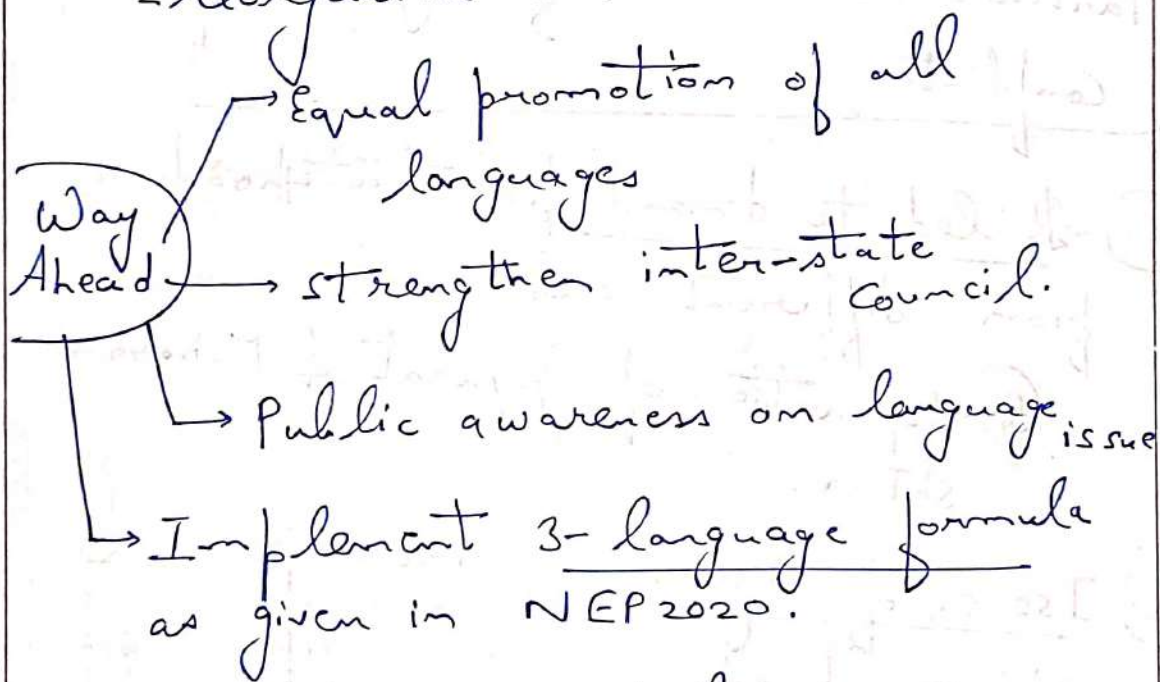 Equal promotion of all
languages
Way
Ahead
strengthen inter-state
Council.
Public awareness on language issue
Implement 3-language formula
as given in NEP 2020.